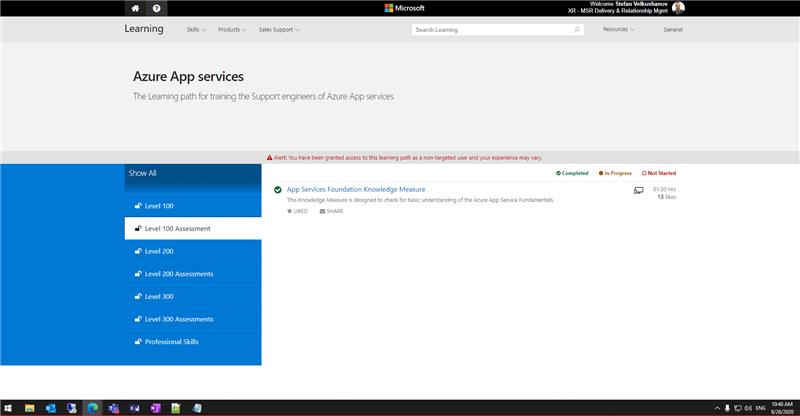 Microsoft
Welcome Stefan Velkushanov
XR - MSR Delivery & Relationship Mgmt
Learning
Skills
Products
Sales Support
Search Learning
Resources
General
Azure App services
The Learning path for training the Support engineers of Azure App services
Alert! You have been granted access to this learning path as a non-targeted user and your experience may vary.
Show All
Completed
In Progress
Not Started
Level 100
Level 100 Assessment
Level 200
Level 200 Assessments
Level 300
Level 300 Assessments
Professional Skills
App Services Foundation Knowledge Measure
01:30 Hrs
This Knowledge Measure is designed to check for basic understanding of the Azure App Service Fundamentals.
13 likes
LIKED
SHARE
ENG
10:40 AM
8/26/2020